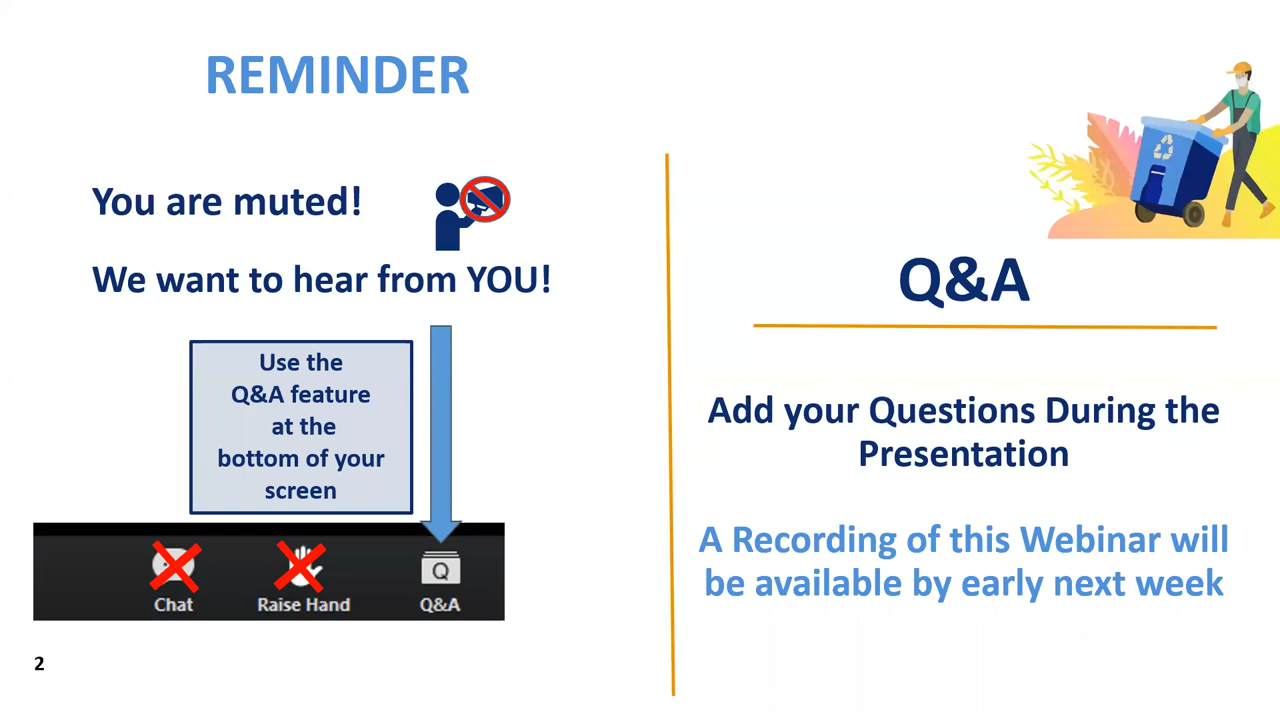 REMINDER
You are muted!
We want to hear from YOU!
Use the
Q&A feature
at the
bottom of your
screen
Chat
Raise Hand
Q
Q&A
2
Q&A
Add your Questions During the
Presentation
A Recording of this Webinar will
be available by early next week